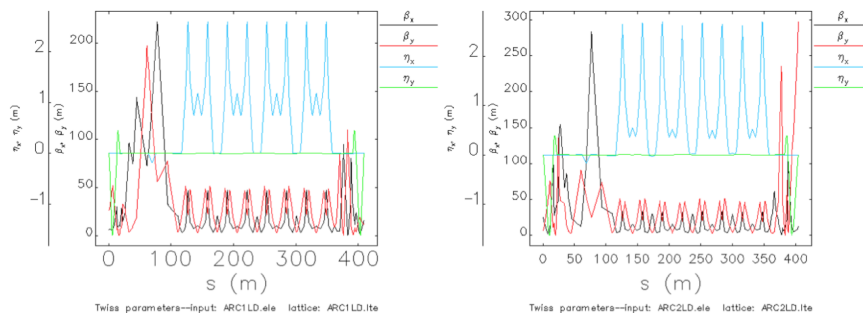 β_x
β_y
η_x
η_y
2
1
0
−1
η_x, η_y (m)
200
150
100
50
0
β_x, β_y (m)
0 100 200 300 400
s (m)
Twiss parameters--input: ARC1LD.ele lattice: ARC1LD.lte
β_x
β_y
η_x
η_y
2
1
0
−1
η_x, η_y (m)
300
250
200
150
100
50
0
β_x, β_y (m)
0 50 100 150 200 250 300 350 400
s (m)
Twiss parameters--input: ARC2LD.ele lattice: ARC2LD.lte